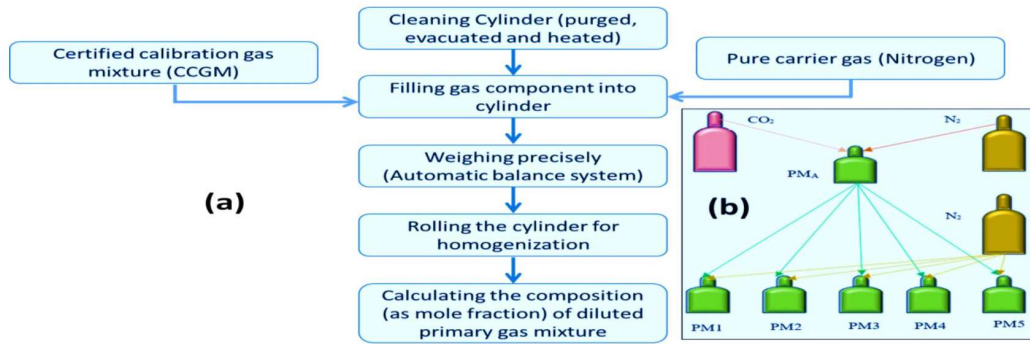 Cleaning Cylinder (purged,
evacuated and heated)
Certified calibration gas
mixture (CCGM)
Pure carrier gas (Nitrogen)
Filling gas component into
cylinder
Weighing precisely
(Automatic balance system)
Rolling the cylinder for
homogenization
Calculating the composition
(as mole fraction) of diluted
primary gas mixture
(a)
CO₂
N₂
PMA
(b)
N₂
PM1
PM2
PM3
PM4
PM5